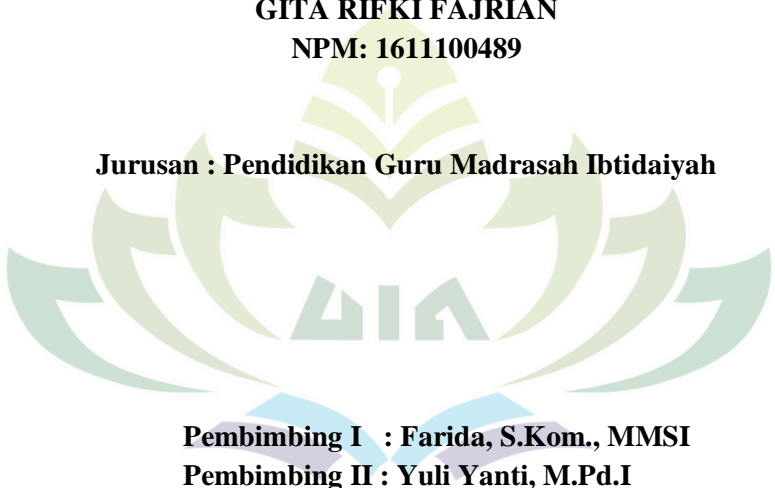 GITA RIFKI FAJRIAN
NPM: 1611100489
Jurusan : Pendidikan Guru Madrasah Ibtidaiyah
UIN
Pembimbing I : Farida, S.Kom., MMSI
Pembimbing II : Yuli Yanti, M.Pd.I